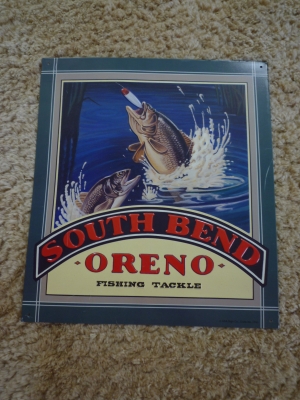 SOUTH BEND
· ORENO ·
FISHING TACKLE